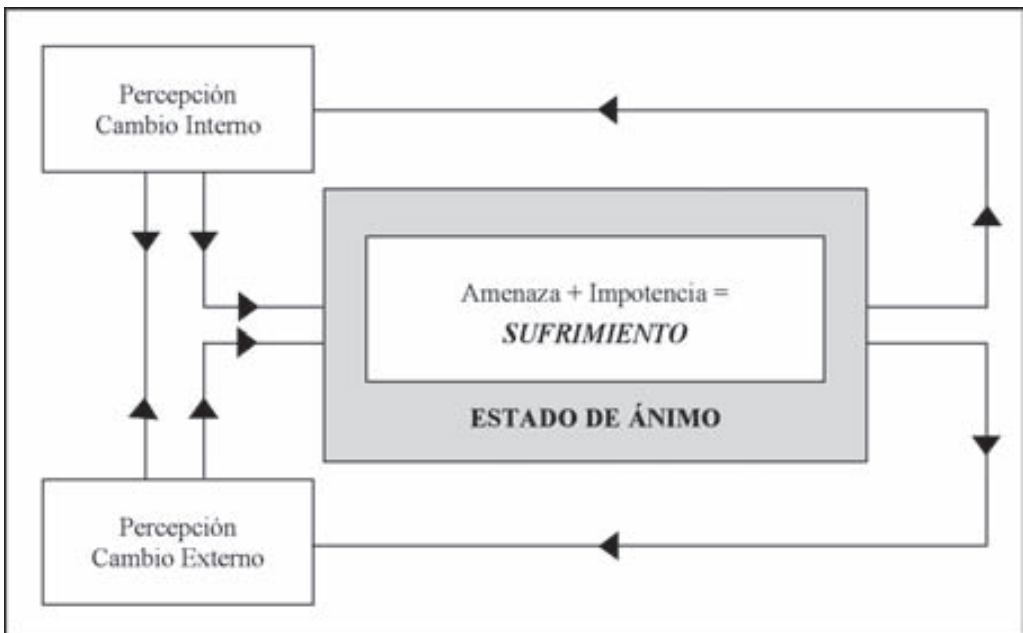 Percepción
Cambio Interno
Amenaza + Impotencia =
SUFRIMIENTO
ESTADO DE ÁNIMO
Percepción
Cambio Externo